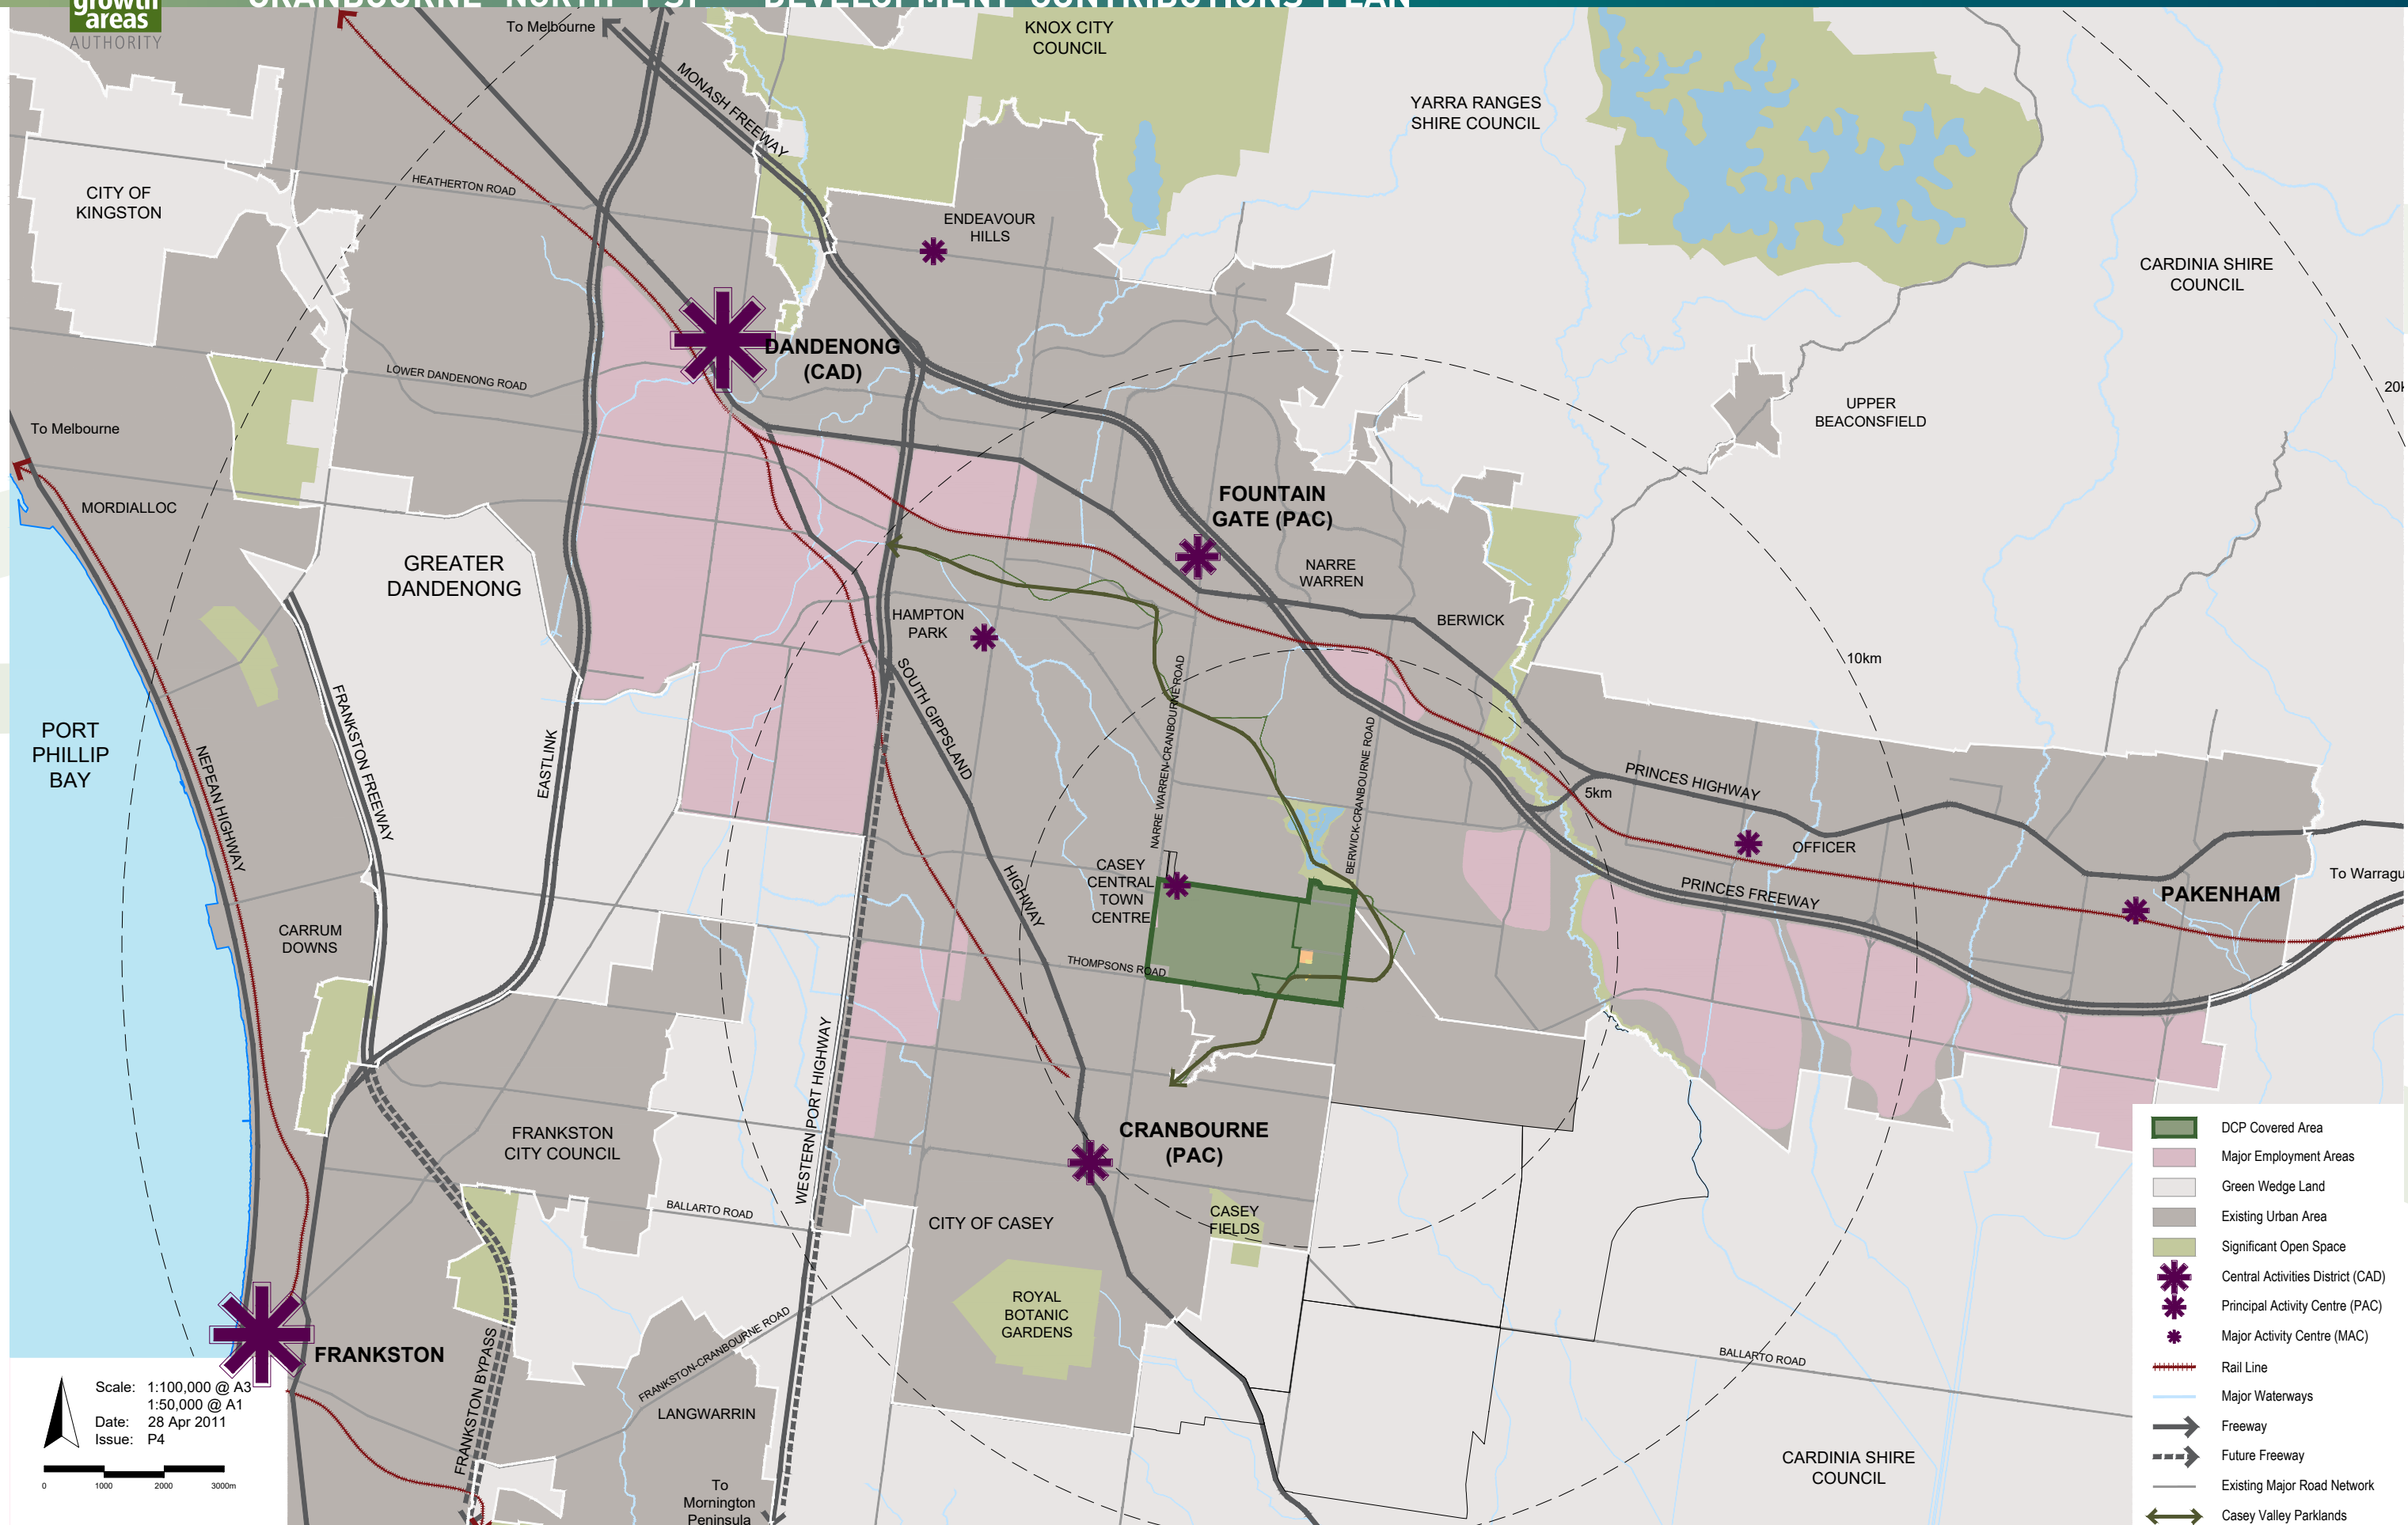 growth
areas
AUTHORITY
CRANBOURNE NORTH PSP DEVELOPMENT CONTRIBUTIONS PLAN
To Melbourne
KNOX CITY
COUNCIL
MONASH FREEWAY
YARRA RANGES
SHIRE COUNCIL
CITY OF
KINGSTON
HEATHERTON ROAD
ENDEAVOUR
HILLS
CARDINIA SHIRE
COUNCIL
DANDENONG
(CAD)
LOWER DANDENONG ROAD
20k
To Melbourne
UPPER
BEACONSFIELD
MORDIALLOC
FOUNTAIN
GATE (PAC)
GREATER
DANDENONG
NARRE
WARREN
HAMPTON
PARK
BERWICK
10km
PORT
PHILLIP
BAY
NEPEAN HIGHWAY
FRANKSTON FREEWAY
EASTLINK
SOUTH GIPPSLAND
HIGHWAY
NARRE WARREN-CRANBOURNE ROAD
BERWICK-CRANBOURNE ROAD
5km
PRINCES HIGHWAY
OFFICER
CASEY
CENTRAL
TOWN
CENTRE
PRINCES FREEWAY
PAKENHAM
To Warragu
CARRUM
DOWNS
THOMPSONS ROAD
WESTERN PORT HIGHWAY
FRANKSTON
CITY COUNCIL
CRANBOURNE
(PAC)
BALLARTO ROAD
CITY OF CASEY
CASEY
FIELDS
ROYAL
BOTANIC
GARDENS
FRANKSTON
FRANKSTON BYPASS
FRANKSTON-CRANBOURNE ROAD
LANGWARRIN
BALLARTO ROAD
To
Mornington
Peninsula
CARDINIA SHIRE
COUNCIL
Scale: 1:100,000 @ A3
1:50,000 @ A1
Date: 28 Apr 2011
Issue: P4
0 1000 2000 3000m
DCP Covered Area
Major Employment Areas
Green Wedge Land
Existing Urban Area
Significant Open Space
Central Activities District (CAD)
Principal Activity Centre (PAC)
Major Activity Centre (MAC)
Rail Line
Major Waterways
Freeway
Future Freeway
Existing Major Road Network
Casey Valley Parklands